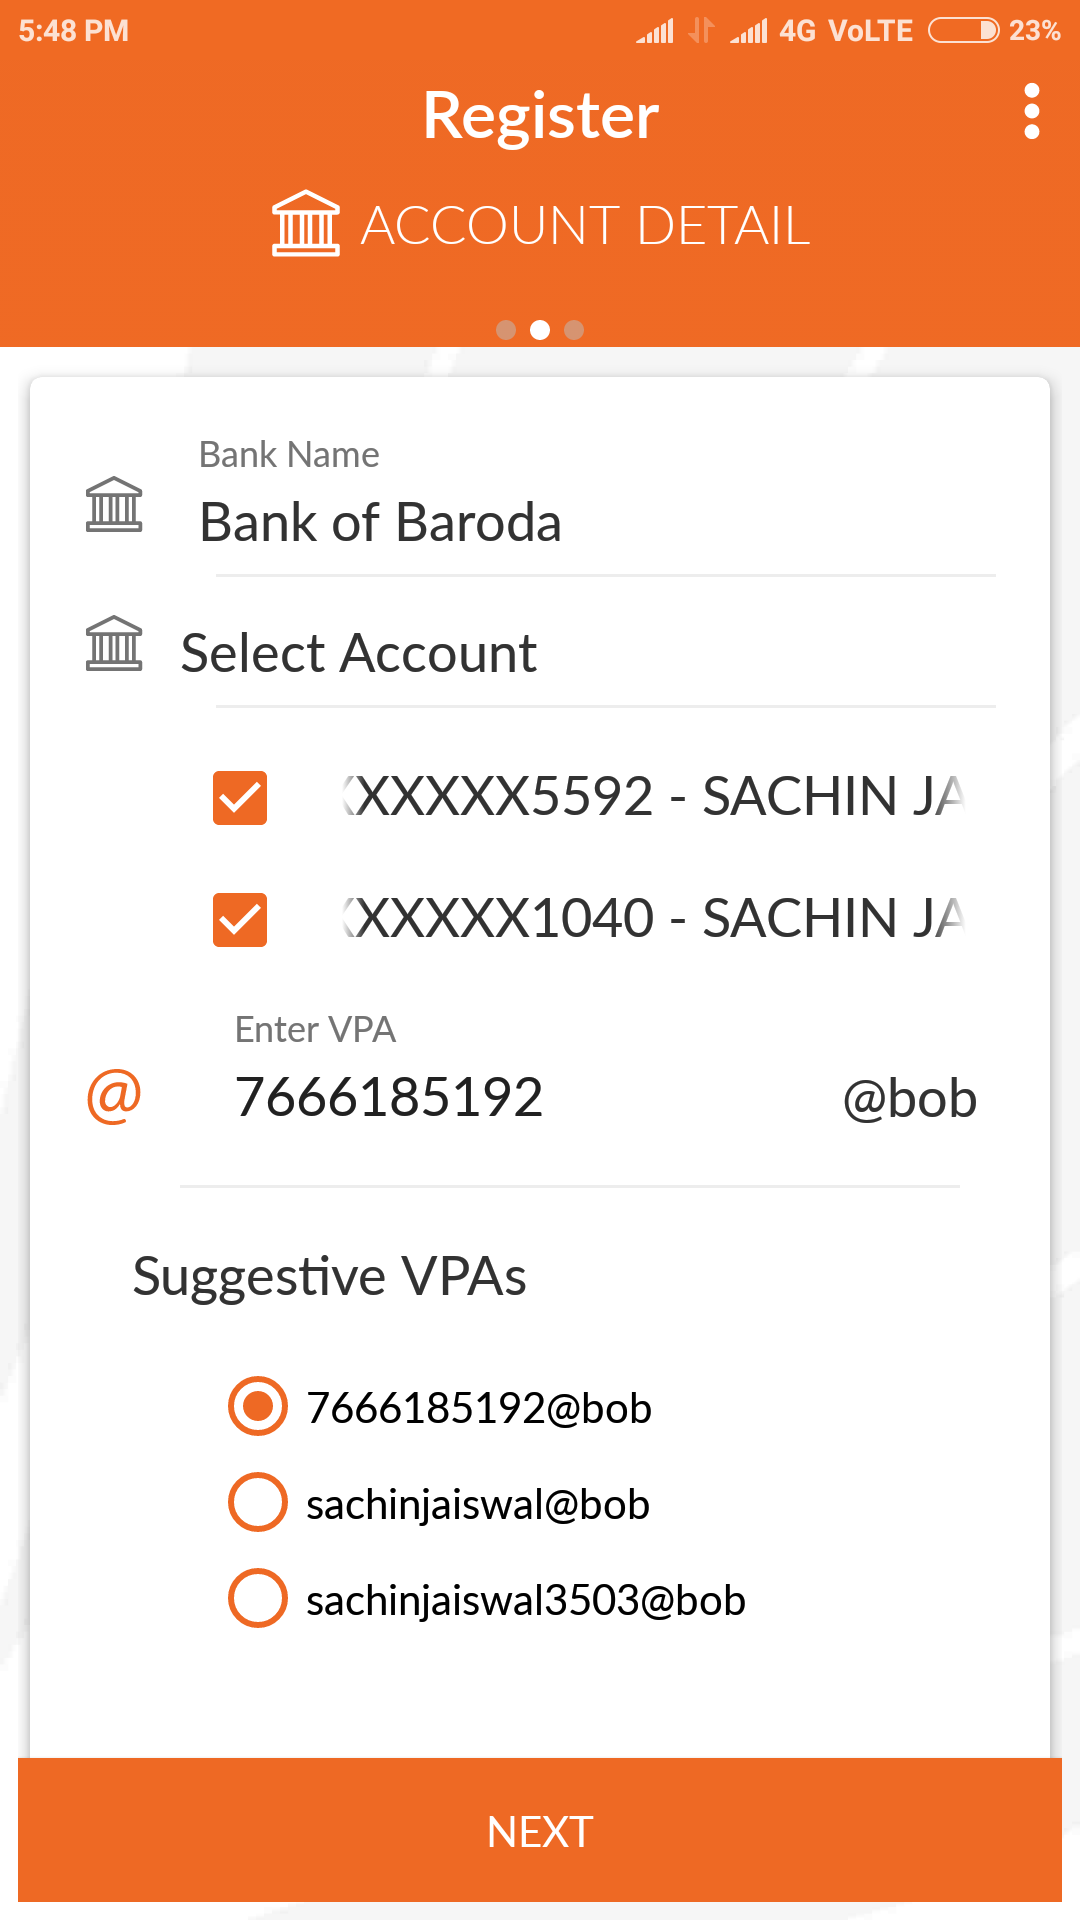 5:48 PM 4G VoLTE 23%
Register
ACCOUNT DETAIL
Bank Name
Bank of Baroda
Select Account
XXXXXX5592 - SACHIN JA
XXXXXX1040 - SACHIN JA
Enter VPA
@ 7666185192 @bob
Suggestive VPAs
7666185192@bob
sachinjaiswal@bob
sachinjaiswal3503@bob
NEXT